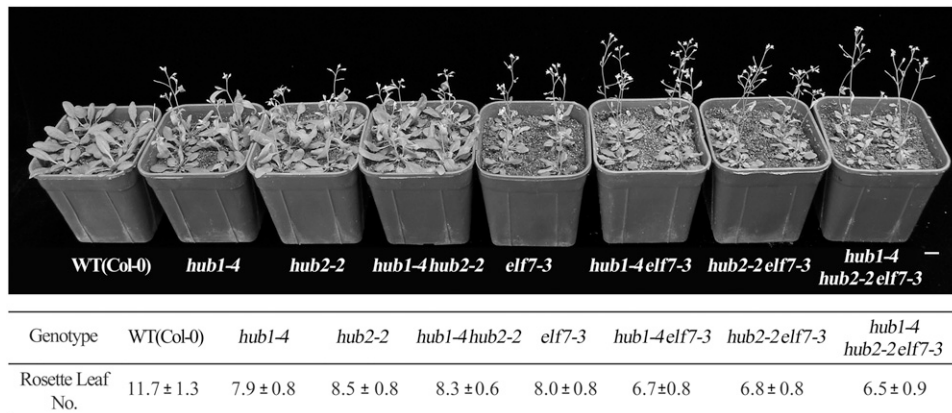 WT(Col-0) hub1-4 hub2-2 hub1-4 hub2-2 elf7-3 hub1-4 elf7-3 hub2-2 elf7-3 hub1-4
hub2-2 elf7-3
Genotype WT(Col-0) hub1-4 hub2-2 hub1-4 hub2-2 elf7-3 hub1-4 elf7-3 hub2-2 elf7-3 hub1-4
hub2-2 elf7-3
Rosette Leaf
No. 11.7 ± 1.3 7.9 ± 0.8 8.5 ± 0.8 8.3 ± 0.6 8.0 ± 0.8 6.7±0.8 6.8 ± 0.8 6.5 ± 0.9